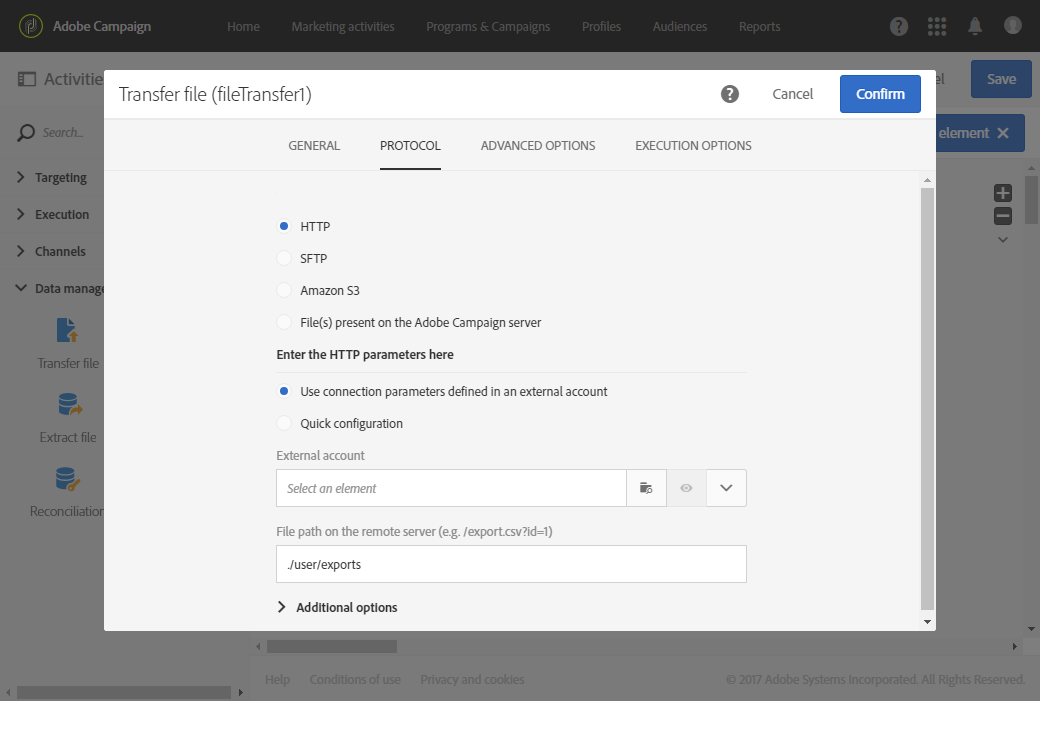 Adobe Campaign
Home Marketing activities Programs & Campaigns Profiles Audiences Reports
Activitie
Save
Transfer file (fileTransfer1)
? Cancel Confirm
element
Search...
GENERAL PROTOCOL ADVANCED OPTIONS EXECUTION OPTIONS
Targeting
Execution
Channels
Data manage
Transfer file
Extract file
Reconciliation
HTTP
SFTP
Amazon S3
File(s) present on the Adobe Campaign server
Enter the HTTP parameters here
Use connection parameters defined in an external account
Quick configuration
External account
Select an element
File path on the remote server (e.g. /export.csv?id=1)
./user/exports
Additional options
Help Conditions of use Privacy and cookies © 2017 Adobe Systems Incorporated. All Rights Reserved.